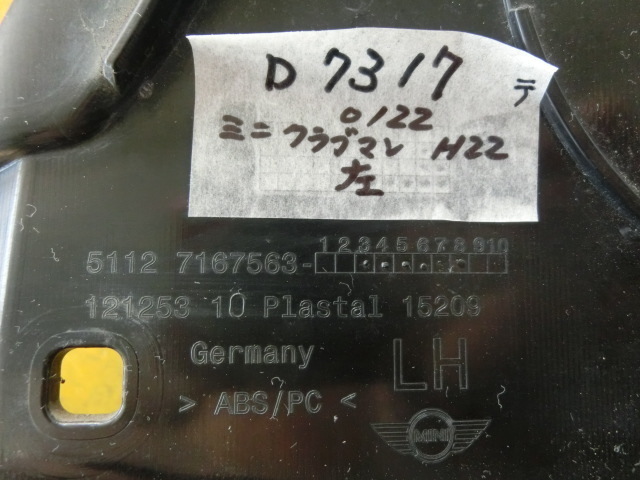 D 7317
テ
0122
ミニ クラブマン H22
左
1 2 3 4 5 6 7 8 9 10
5112 7167563-
121253 10 Plastal 15209
Germany
LH
> ABS/PC <
MINI